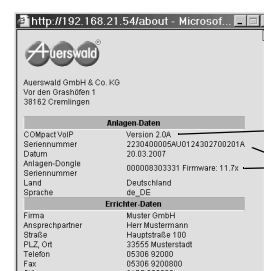 http://192.168.21.54/about - Microsof...
Auerswald
Auerswald GmbH & Co. KG
Vor den Grashöfen 1
38162 Cremlingen
Anlagen-Daten
COMpact VoIP Version 2.0A
Seriennummer 2230400005AU0124302700201A
Datum 20.03.2007
Anlagen-Dongle
Seriennummer 000008303331 Firmware: 11.7x
Land Deutschland
Sprache de_DE
Errichter-Daten
Firma Muster GmbH
Ansprechpartner Herr Mustermann
Straße Hauptstraße 100
PLZ, Ort 33555 Musterstadt
Telefon 05306 92000
Fax 05306 9200800